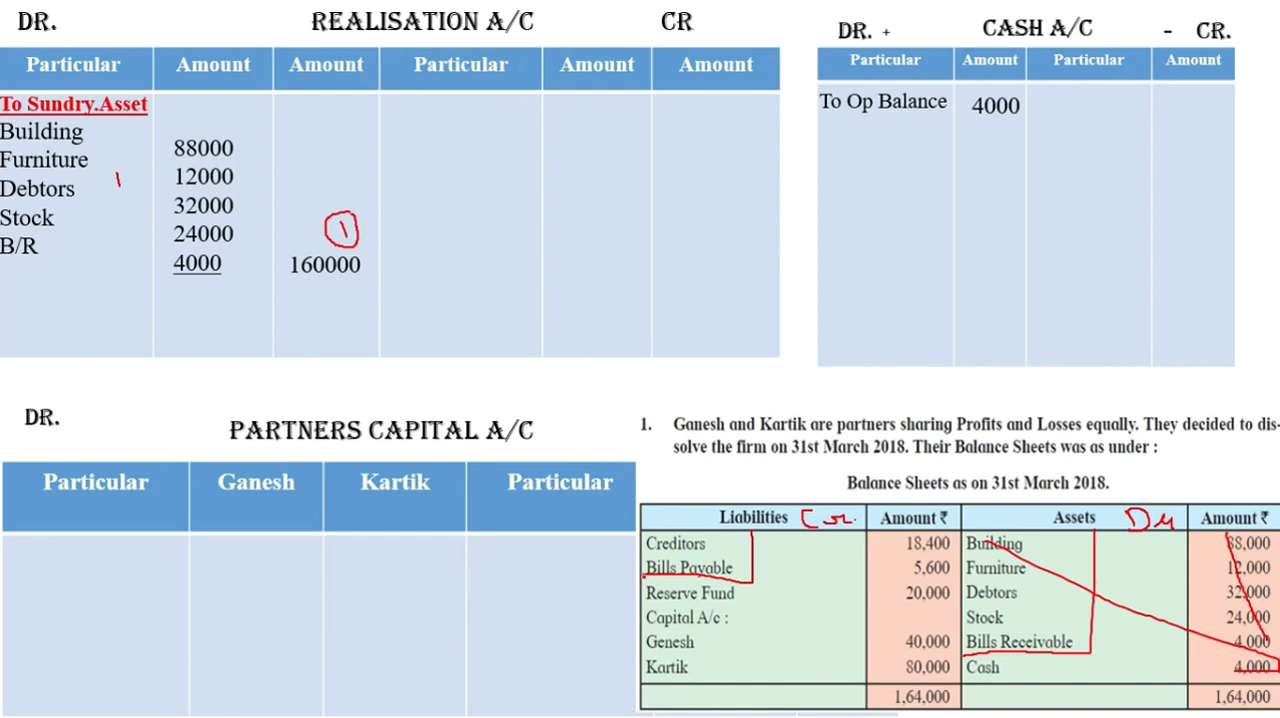 DR. REALISATION A/C CR
Particular Amount Amount Particular Amount Amount
To Sundry.Asset
Building
Furniture
Debtors
Stock
B/R
88000
12000
32000
24000
4000 160000
1
1
DR. + CASH A/C - CR.
Particular Amount Particular Amount
To Op Balance 4000
DR.
PARTNERS CAPITAL A/C
Particular Ganesh Kartik Particular
1. Ganesh and Kartik are partners sharing Profits and Losses equally. They decided to dis-
solve the firm on 31st March 2018. Their Balance Sheets was as under :
Balance Sheets as on 31st March 2018.
Liabilities Cr. Amount ₹ Assets Dr Amount ₹
Creditors 18,400 Building 88,000
Bills Payable 5,600 Furniture 12,000
Reserve Fund 20,000 Debtors 32,000
Capital A/c : Stock 24,000
Genesh 40,000 Bills Receivable 4,000
Kartik 80,000 Cash 4,000
1,64,000 1,64,000